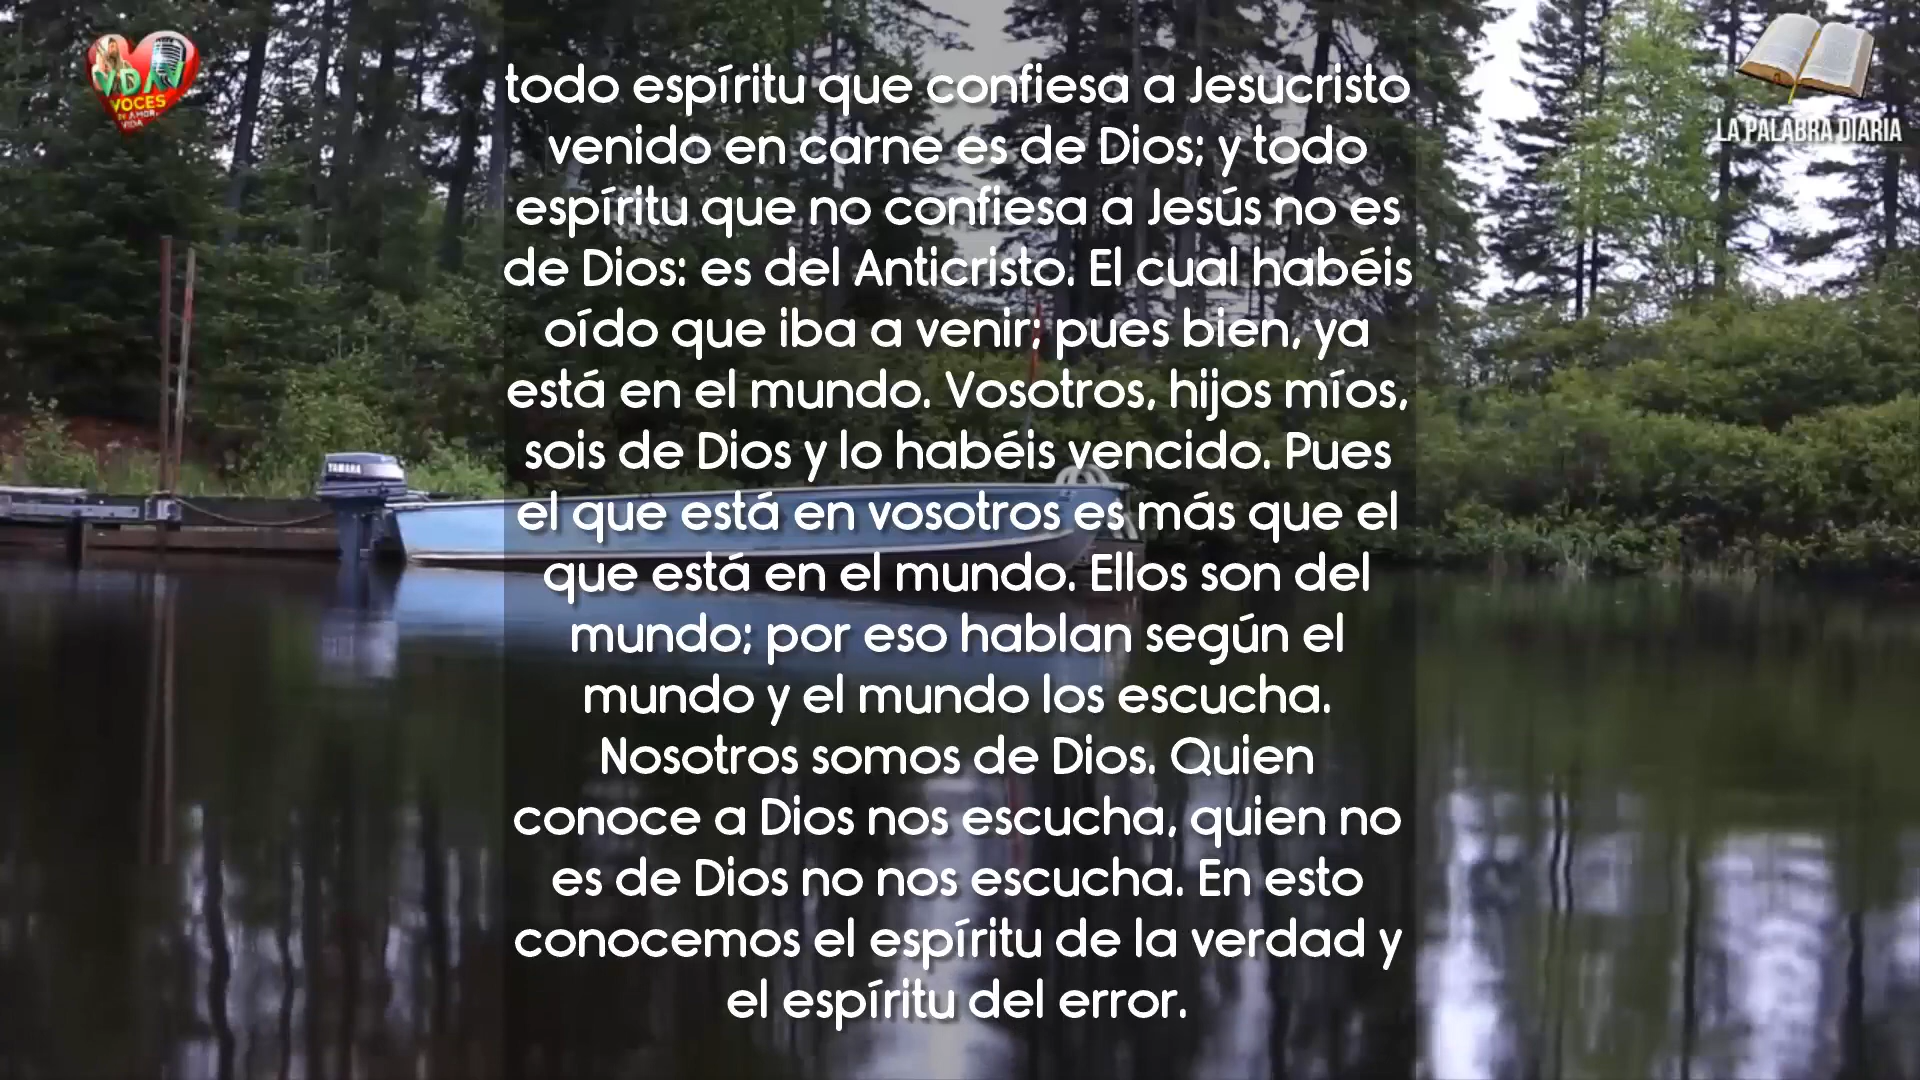 VDAV
VOCES
DE AMOR
VIDA
LA PALABRA DIARIA
todo espíritu que confiesa a Jesucristo
venido en carne es de Dios; y todo
espíritu que no confiesa a Jesús no es
de Dios: es del Anticristo. El cual habéis
oído que iba a venir; pues bien, ya
está en el mundo. Vosotros, hijos míos,
sois de Dios y lo habéis vencido. Pues
el que está en vosotros es más que el
que está en el mundo. Ellos son del
mundo; por eso hablan según el
mundo y el mundo los escucha.
Nosotros somos de Dios. Quien
conoce a Dios nos escucha, quien no
es de Dios no nos escucha. En esto
conocemos el espíritu de la verdad y
el espíritu del error.
YAMAHA